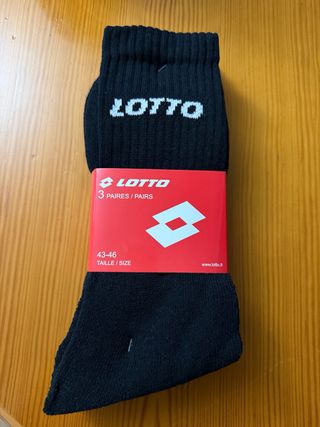 LOTTO
LOTTO
3 PAIRES / PAIRS
43-46
TAILLE / SIZE
www.lotto.it